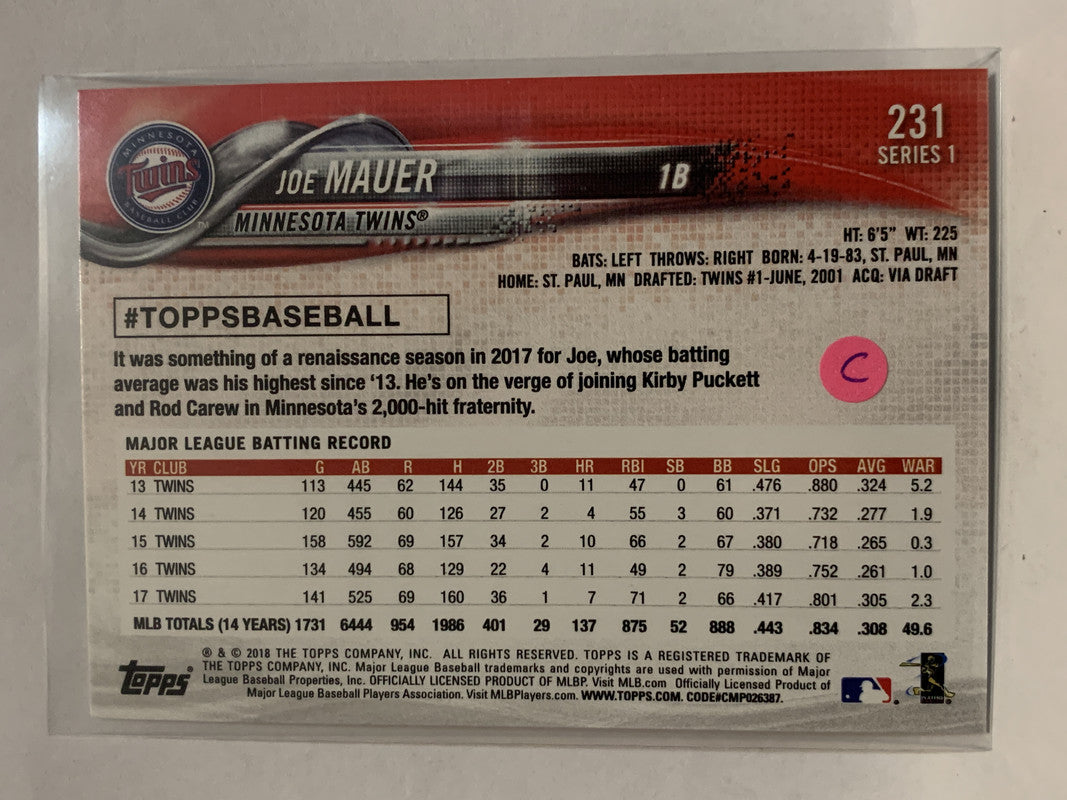 231
SERIES 1
MINNESOTA
Twins
BASEBALL CLUB
TM
JOE MAUER 1B
MINNESOTA TWINS®
HT: 6'5" WT: 225
BATS: LEFT THROWS: RIGHT BORN: 4-19-83, ST. PAUL, MN
HOME: ST. PAUL, MN DRAFTED: TWINS #1-JUNE, 2001 ACQ: VIA DRAFT
#TOPPSBASEBALL
It was something of a renaissance season in 2017 for Joe, whose batting
average was his highest since '13. He's on the verge of joining Kirby Puckett
and Rod Carew in Minnesota's 2,000-hit fraternity.
C
MAJOR LEAGUE BATTING RECORD
YR CLUB G AB R H 2B 3B HR RBI SB BB SLG OPS AVG WAR
13 TWINS 113 445 62 144 35 0 11 47 0 61 .476 .880 .324 5.2
14 TWINS 120 455 60 126 27 2 4 55 3 60 .371 .732 .277 1.9
15 TWINS 158 592 69 157 34 2 10 66 2 67 .380 .718 .265 0.3
16 TWINS 134 494 68 129 22 4 11 49 2 79 .389 .752 .261 1.0
17 TWINS 141 525 69 160 36 1 7 71 2 66 .417 .801 .305 2.3
MLB TOTALS (14 YEARS) 1731 6444 954 1986 401 29 137 875 52 888 .443 .834 .308 49.6
® & © 2018 THE TOPPS COMPANY, INC. ALL RIGHTS RESERVED. TOPPS IS A REGISTERED TRADEMARK OF
THE TOPPS COMPANY, INC. Major League Baseball trademarks and copyrights are used with permission of Major
League Baseball Properties, Inc. OFFICIALLY LICENSED PRODUCT OF MLBP. Visit MLB.com Officially Licensed Product of
Major League Baseball Players Association. Visit MLBPlayers.com. WWW.TOPPS.COM. CODE#CMP026387.
TOPPS®